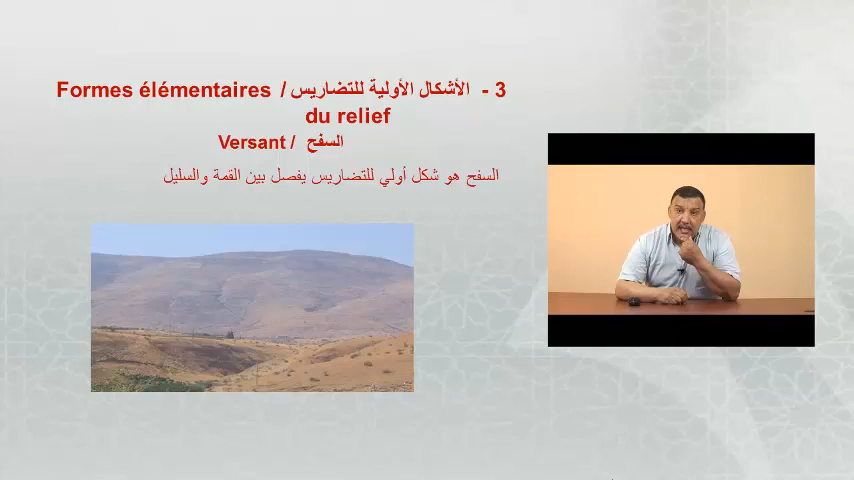 3 - الأشكال الأولية للتضاريس / Formes élémentaires
du relief
السفح / Versant
السفح هو شكل أولي للتضاريس يفصل بين القمة والسليل